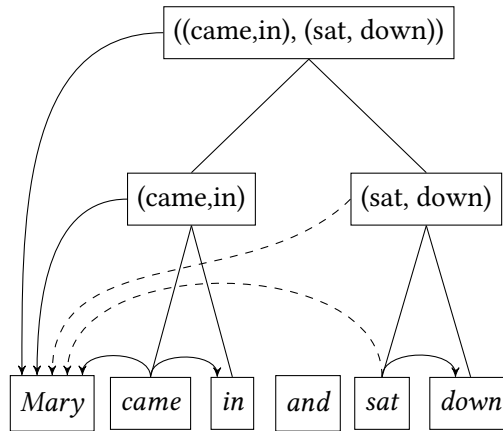 ((came,in), (sat, down))
(came,in) (sat, down)
Mary came in and sat down